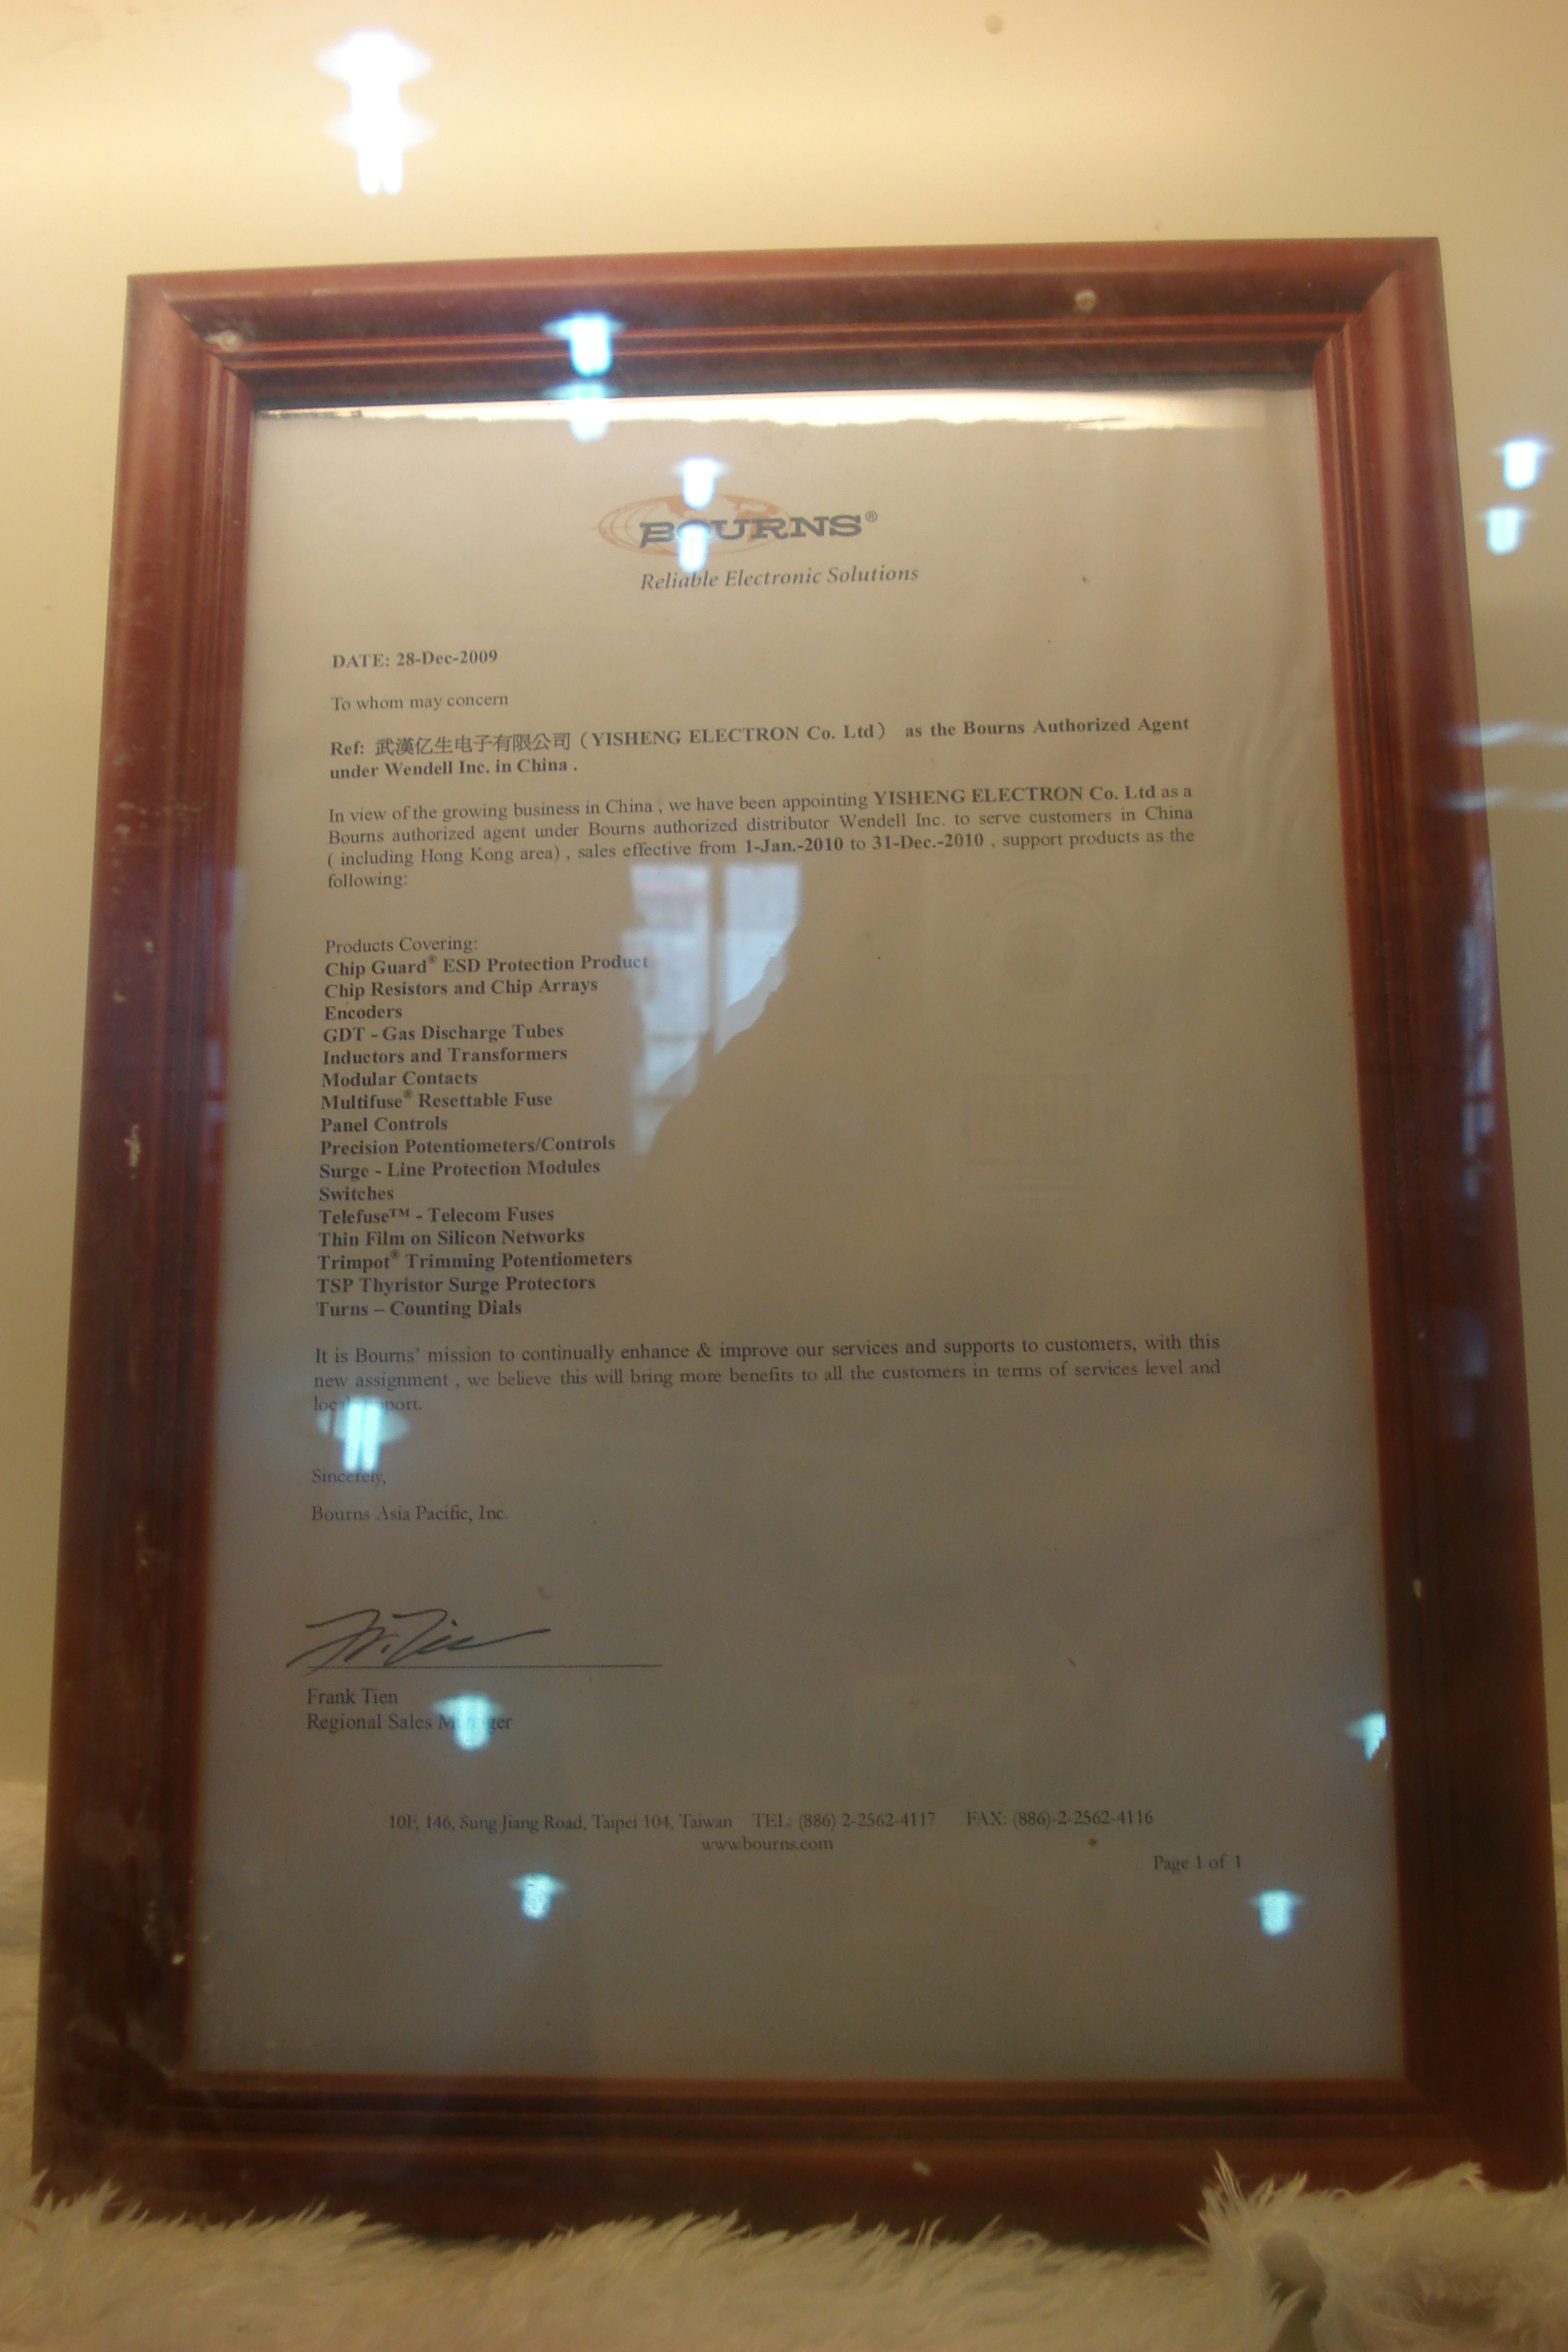 BOURNS®
Reliable Electronic Solutions
DATE: 28-Dec-2009
To whom may concern
Ref: 武漢亿生电子有限公司（YISHENG ELECTRON Co. Ltd） as the Bourns Authorized Agent
under Wendell Inc. in China .
In view of the growing business in China , we have been appointing YISHENG ELECTRON Co. Ltd as a
Bourns authorized agent under Bourns authorized distributor Wendell Inc. to serve customers in China
( including Hong Kong area) , sales effective from 1-Jan.-2010 to 31-Dec.-2010 , support products as the
following:
Products Covering:
Chip Guard® ESD Protection Product
Chip Resistors and Chip Arrays
Encoders
GDT - Gas Discharge Tubes
Inductors and Transformers
Modular Contacts
Multifuse® Resettable Fuse
Panel Controls
Precision Potentiometers/Controls
Surge - Line Protection Modules
Switches
Telefuse™ - Telecom Fuses
Thin Film on Silicon Networks
Trimpot® Trimming Potentiometers
TSP Thyristor Surge Protectors
Turns – Counting Dials
It is Bourns' mission to continually enhance & improve our services and supports to customers, with this
new assignment , we believe this will bring more benefits to all the customers in terms of services level and
local support.
Sincerely,
Bourns Asia Pacific, Inc.
Frank Tien
Regional Sales Manager
10F, 146, Sung Jiang Road, Taipei 104, Taiwan TEL: (886) 2-2562-4117 FAX: (886)-2-2562-4116
www.bourns.com
Page 1 of 1